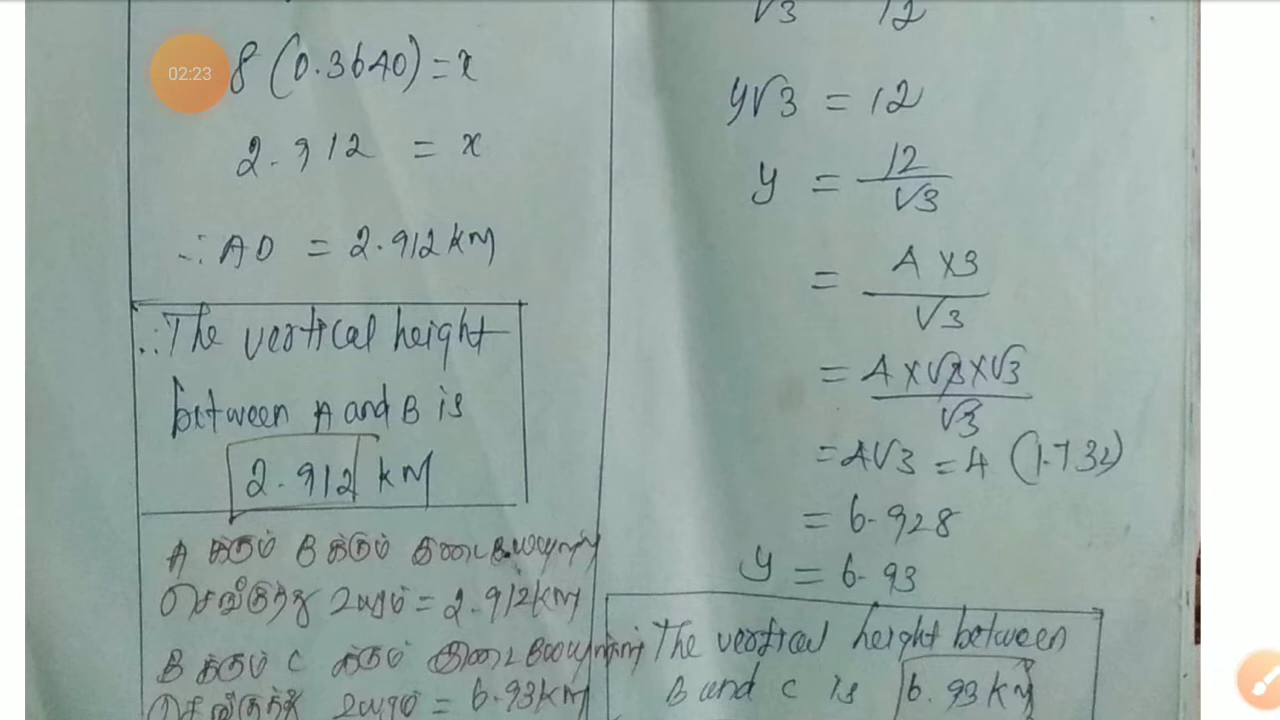 02:23
8 (0.3640) = x
2.912 = x
∴ AD = 2.912 km
∴ The vertical height
between A and B is
2.912 km
A க்கும் B க்கும் இடையேயான
செங்குத்து உயரம் = 2.912 km
B க்கும் C க்கும் இடையேயான
செங்குத்து உயரம் = 6.93 km
√3 12
y√3 = 12
y = 12/√3
= 4 × 3/√3
= 4 × √3 × √3/√3
= 4√3 = 4 (1.732)
= 6.928
y = 6.93
The vertical height between
B and C is 6.93 km